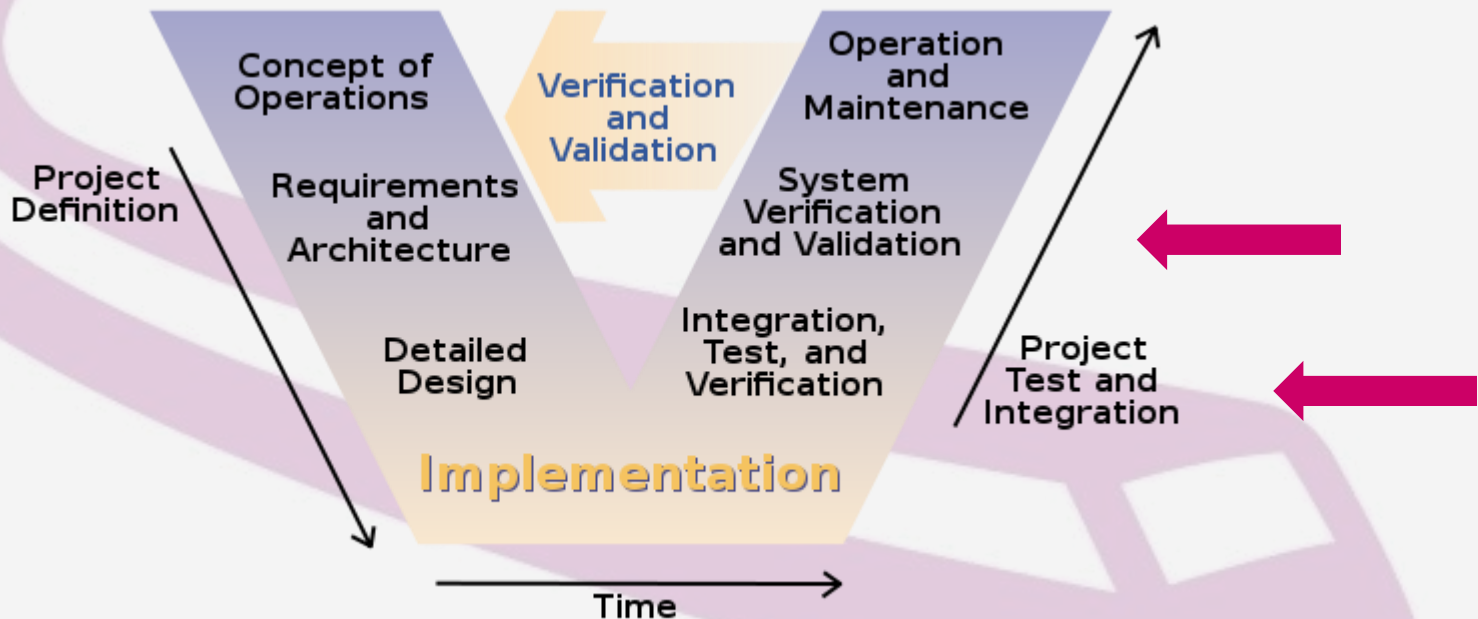 Concept of
Operations
Verification
and
Validation
Operation
and
Maintenance
Project
Definition
Requirements
and
Architecture
System
Verification
and Validation
Detailed
Design
Integration,
Test, and
Verification
Project
Test and
Integration
Implementation
Time